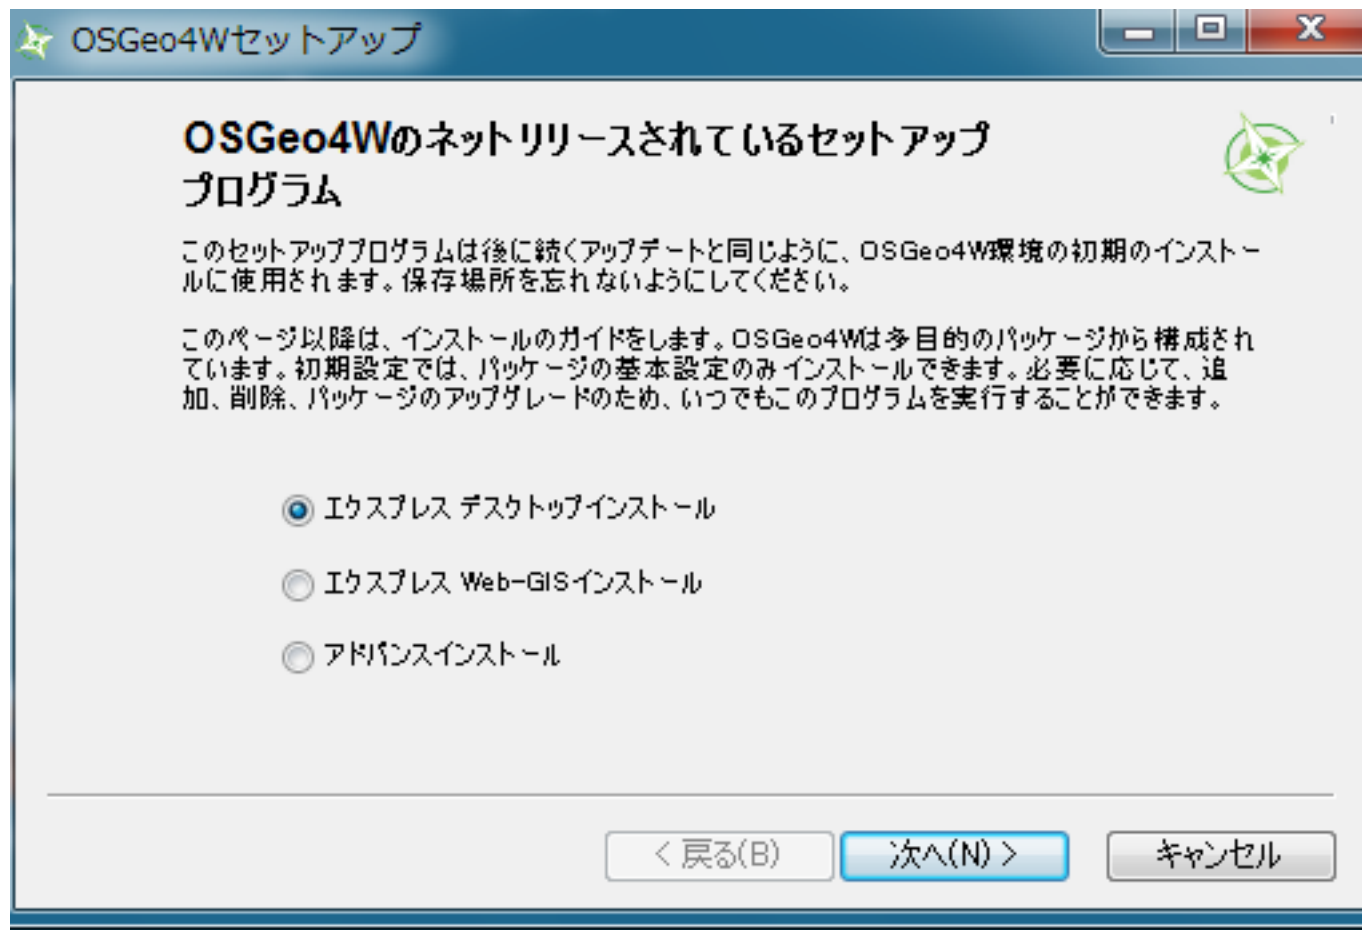 OSGeo4Wセットアップ
OSGeo4Wのネットリリースされているセットアップ
プログラム
このセットアッププログラムは後に続くアップデートと同じように、OSGeo4W環境の初期のインストー
ルに使用されます。保存場所を忘れないようにしてください。
このページ以降は、インストールのガイドをします。OSGeo4Wは多目的のパッケージから構成され
ています。初期設定では、パッケージの基本設定のみインストールできます。必要に応じて、追
加、削除、パッケージのアップグレードのため、いつでもこのプログラムを実行することができます。
エクスプレス デスクトップインストール
エクスプレス Web-GISインストール
アドバンスインストール
< 戻る(B)
次へ(N) >
キャンセル